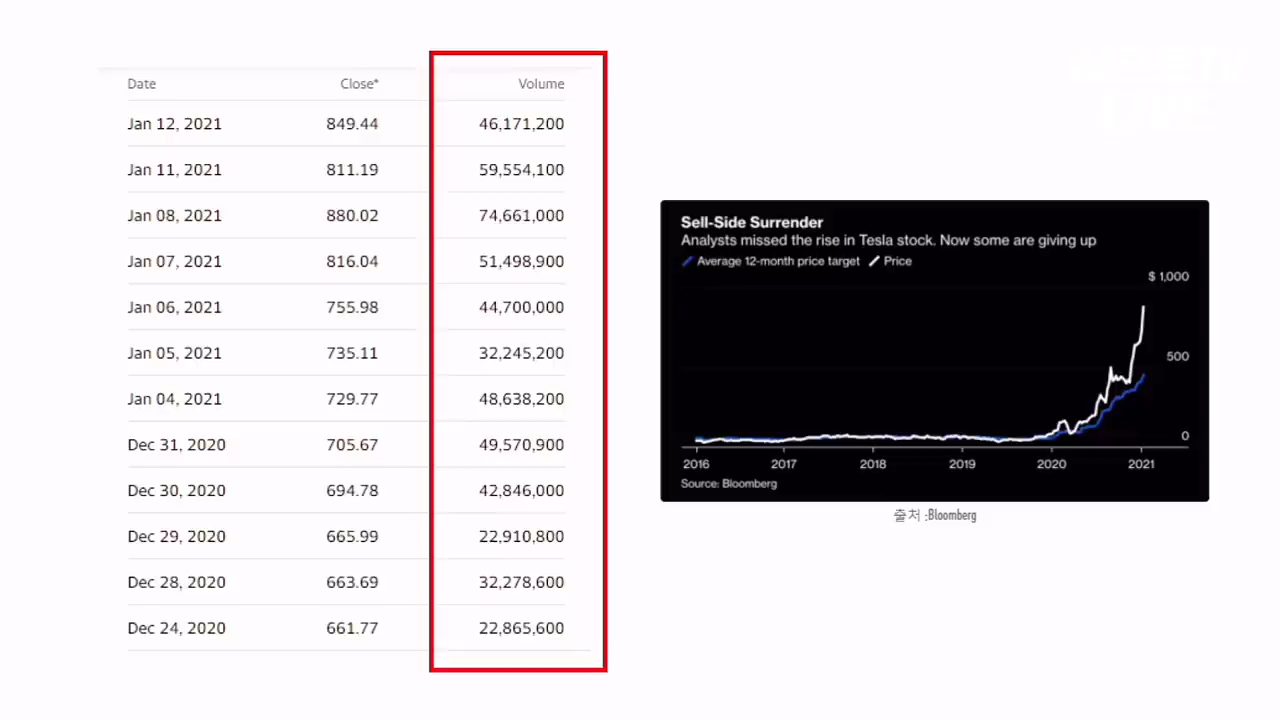 Date Close* Volume
Jan 12, 2021 849.44 46,171,200
Jan 11, 2021 811.19 59,554,100
Jan 08, 2021 880.02 74,661,000
Jan 07, 2021 816.04 51,498,900
Jan 06, 2021 755.98 44,700,000
Jan 05, 2021 735.11 32,245,200
Jan 04, 2021 729.77 48,638,200
Dec 31, 2020 705.67 49,570,900
Dec 30, 2020 694.78 42,846,000
Dec 29, 2020 665.99 22,910,800
Dec 28, 2020 663.69 32,278,600
Dec 24, 2020 661.77 22,865,600
Sell-Side Surrender
Analysts missed the rise in Tesla stock. Now some are giving up
Average 12-month price target Price
$ 1,000
500
0
2016 2017 2018 2019 2020 2021
Source: Bloomberg
출처 :Bloomberg